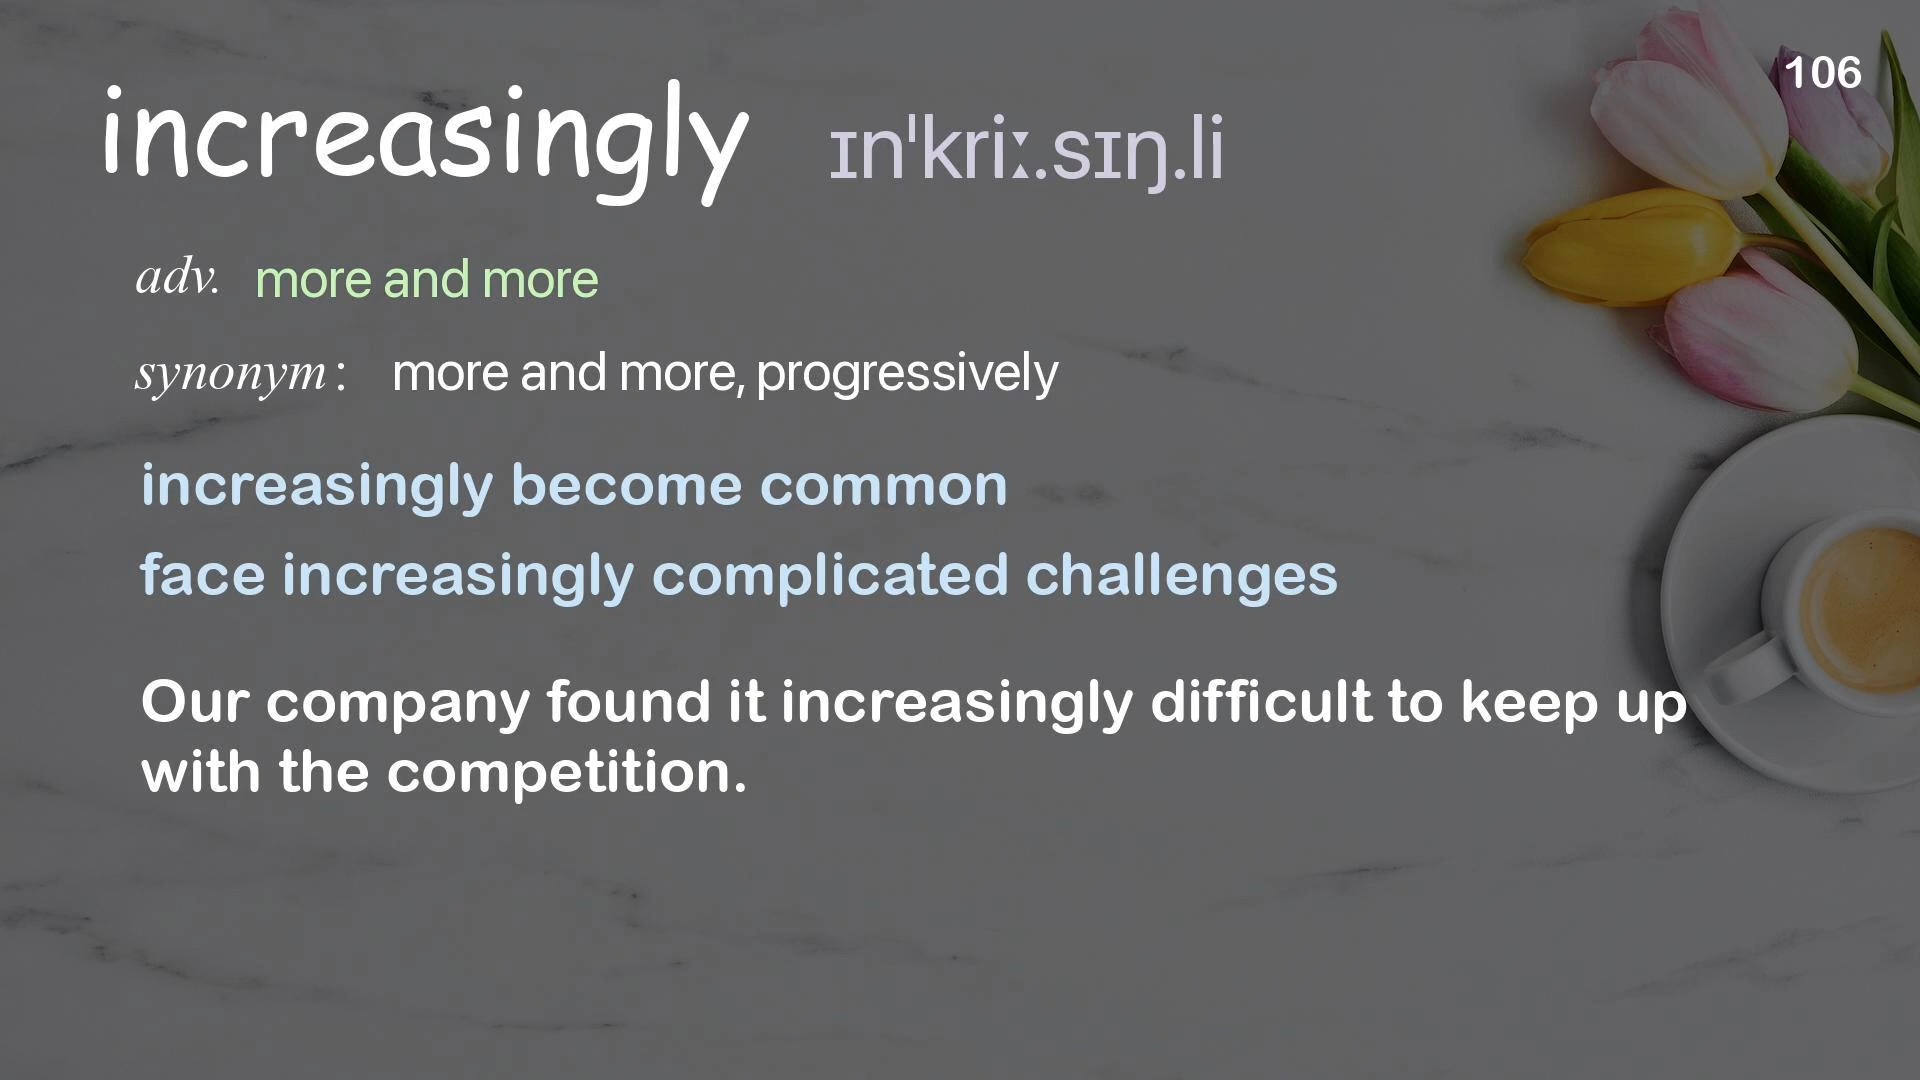 106
increasingly ɪnˈkriː.sɪŋ.li
adv. more and more
synonym : more and more, progressively
increasingly become common
face increasingly complicated challenges
Our company found it increasingly difficult to keep up
with the competition.